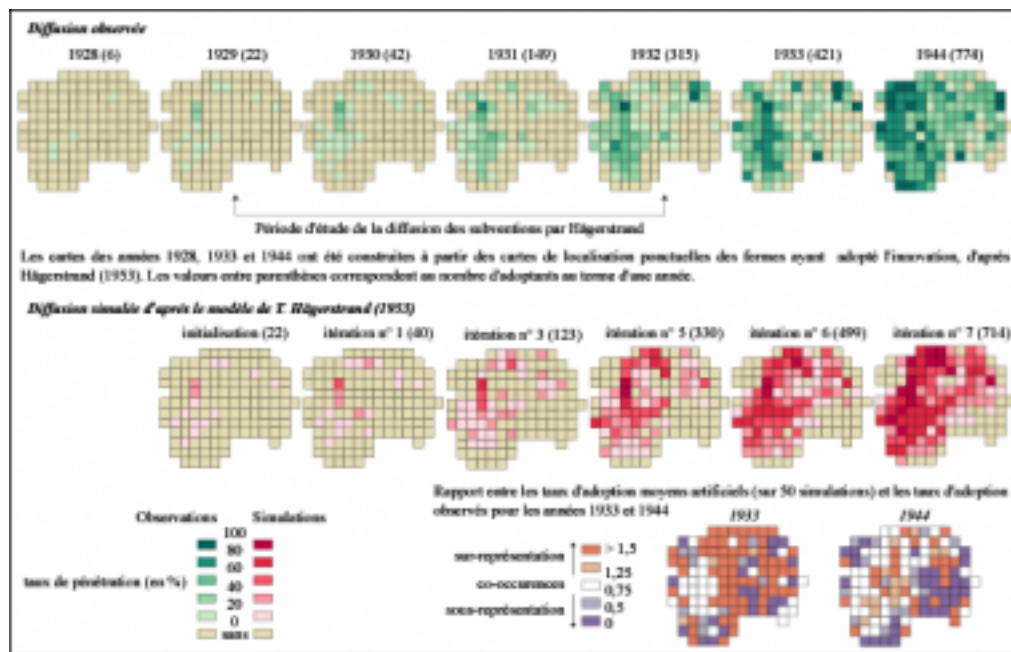 Diffusion observée
1928 (6) 1929 (22) 1930 (42) 1931 (149) 1932 (315) 1933 (421) 1944 (774)
Période d'étude de la diffusion des subventions par Hägerstrand
Les cartes des années 1928, 1933 et 1944 ont été construites à partir des cartes de localisation ponctuelles des fermes ayant adopté l'innovation, d'après
Hägerstrand (1953). Les valeurs entre parenthèses correspondent au nombre d'adoptants au terme d'une année.
Diffusion simulée d'après le modèle de T. Hägerstrand (1953)
initialisation (22) itération n° 1 (40) itération n° 3 (123) itération n° 5 (330) itération n° 6 (499) itération n° 7 (714)
Rapport entre les taux d'adoption moyens artificiels (sur 50 simulations) et les taux d'adoption
observés pour les années 1933 et 1944
Observations Simulations
100
80
60
40
20
0
sans
taux de pénétration (en %)
1933 1944
sur-représentation
co-occurences
sous-représentation
> 1,5
1,25
0,75
0,5
0